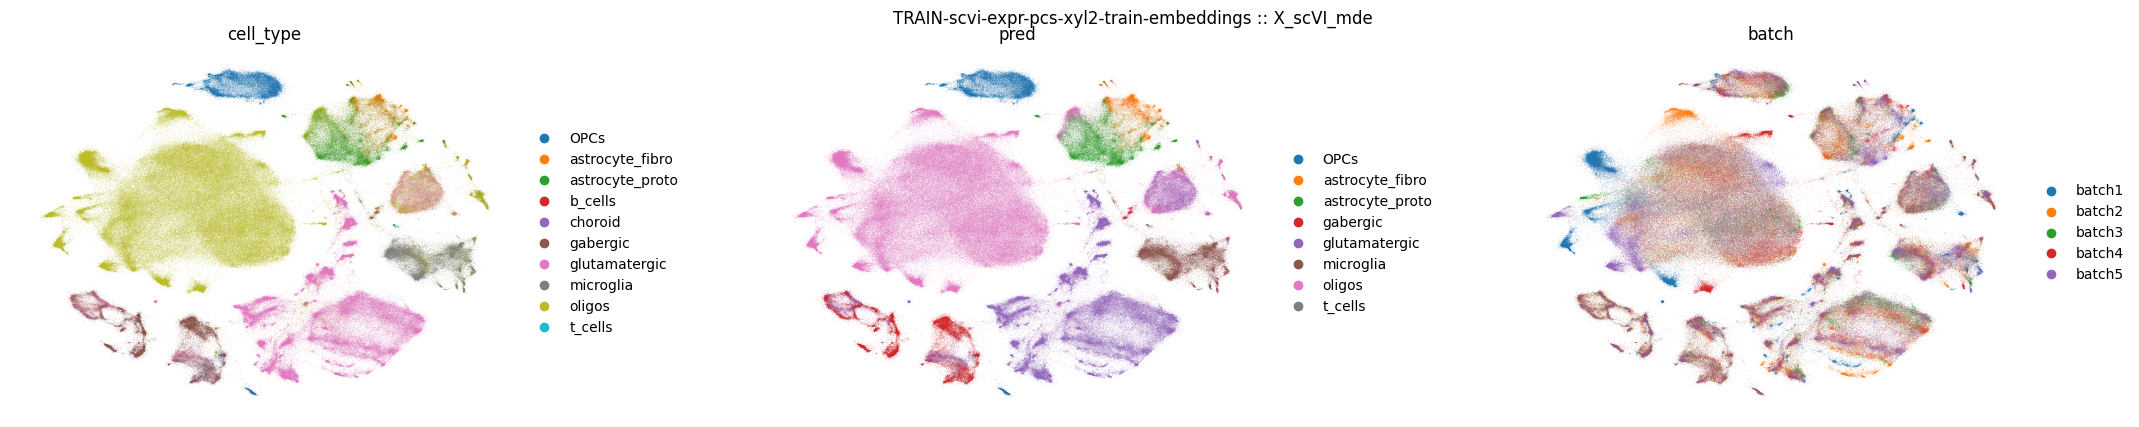 TRAIN-scvi-expr-pcs-xyl2-train-embeddings :: X_scVI_mde
cell_type
OPCs
astrocyte_fibro
astrocyte_proto
b_cells
choroid
gabergic
glutamatergic
microglia
oligos
t_cells
pred
OPCs
astrocyte_fibro
astrocyte_proto
gabergic
glutamatergic
microglia
oligos
t_cells
batch
batch1
batch2
batch3
batch4
batch5